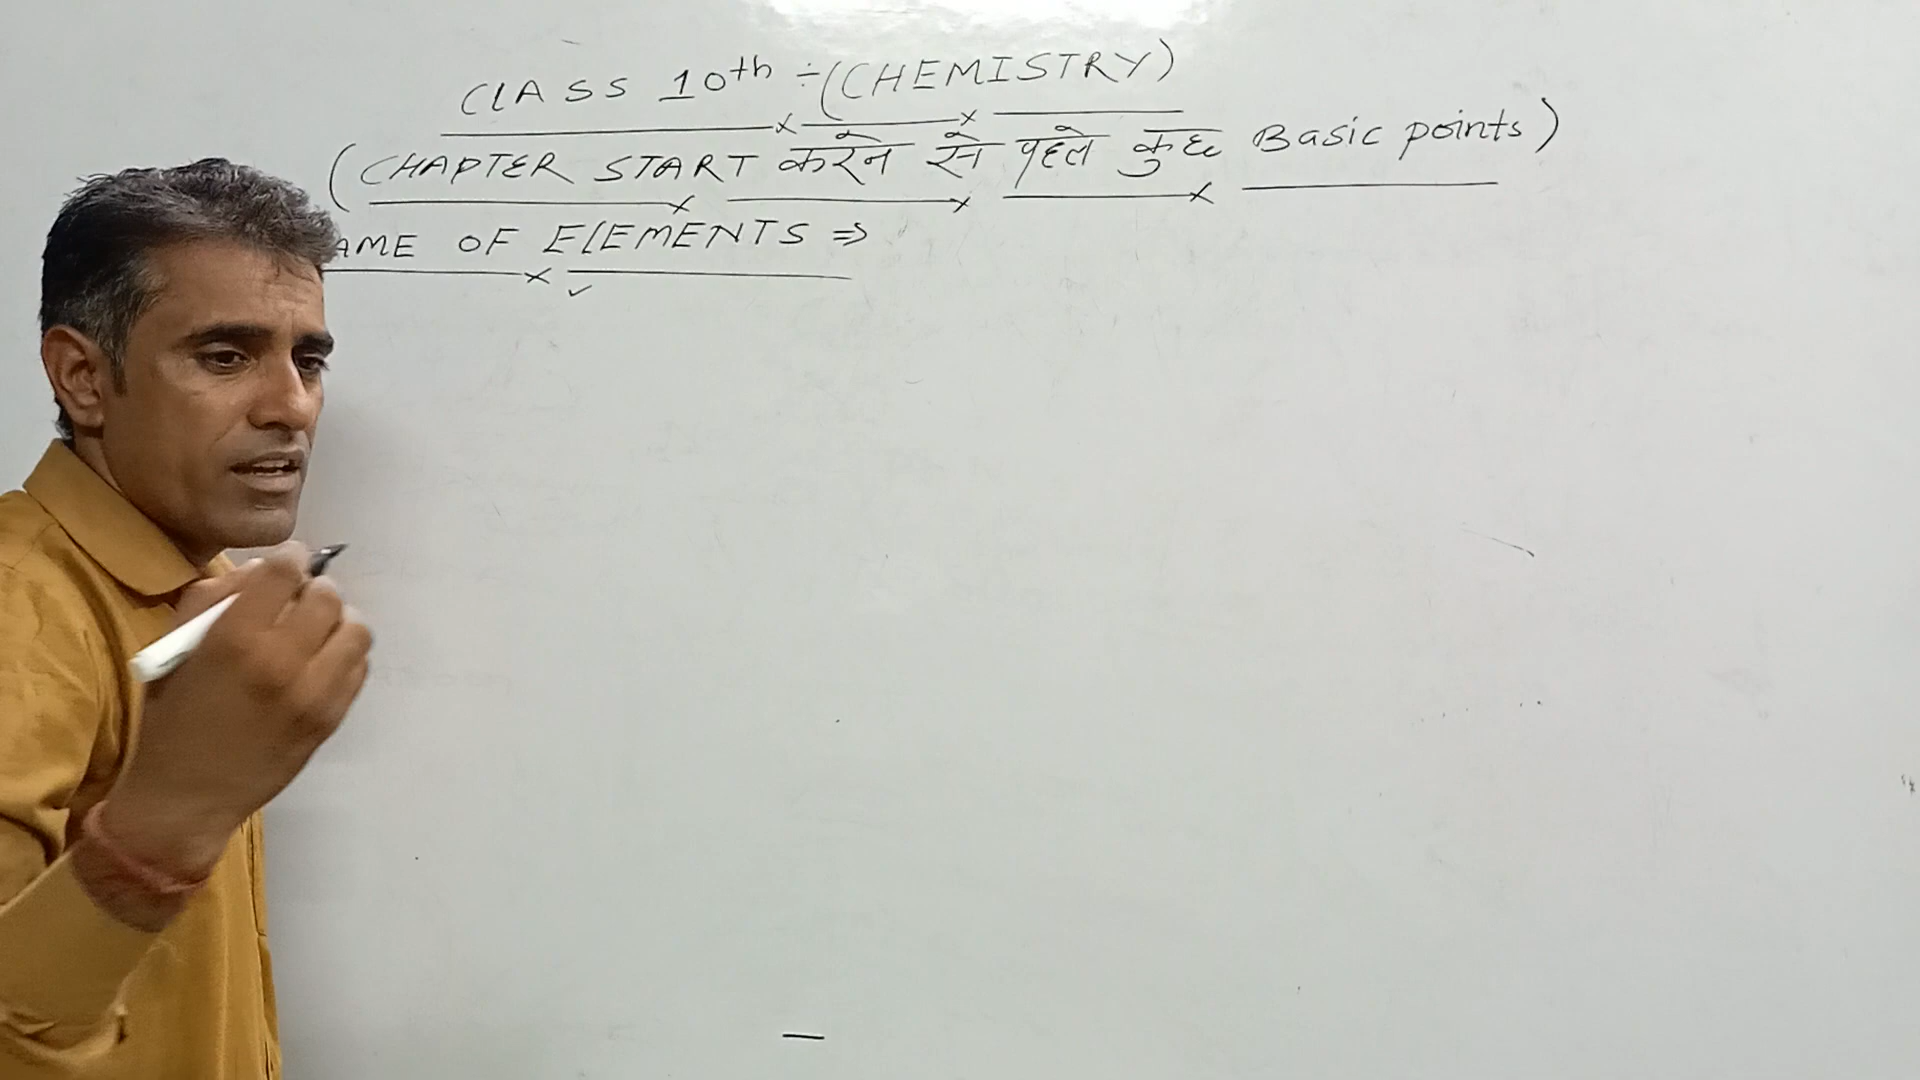 CLASS 10th ÷ (CHEMISTRY)
(CHAPTER START करने से पहले कुछ Basic points)
AME OF ELEMENTS ⇒